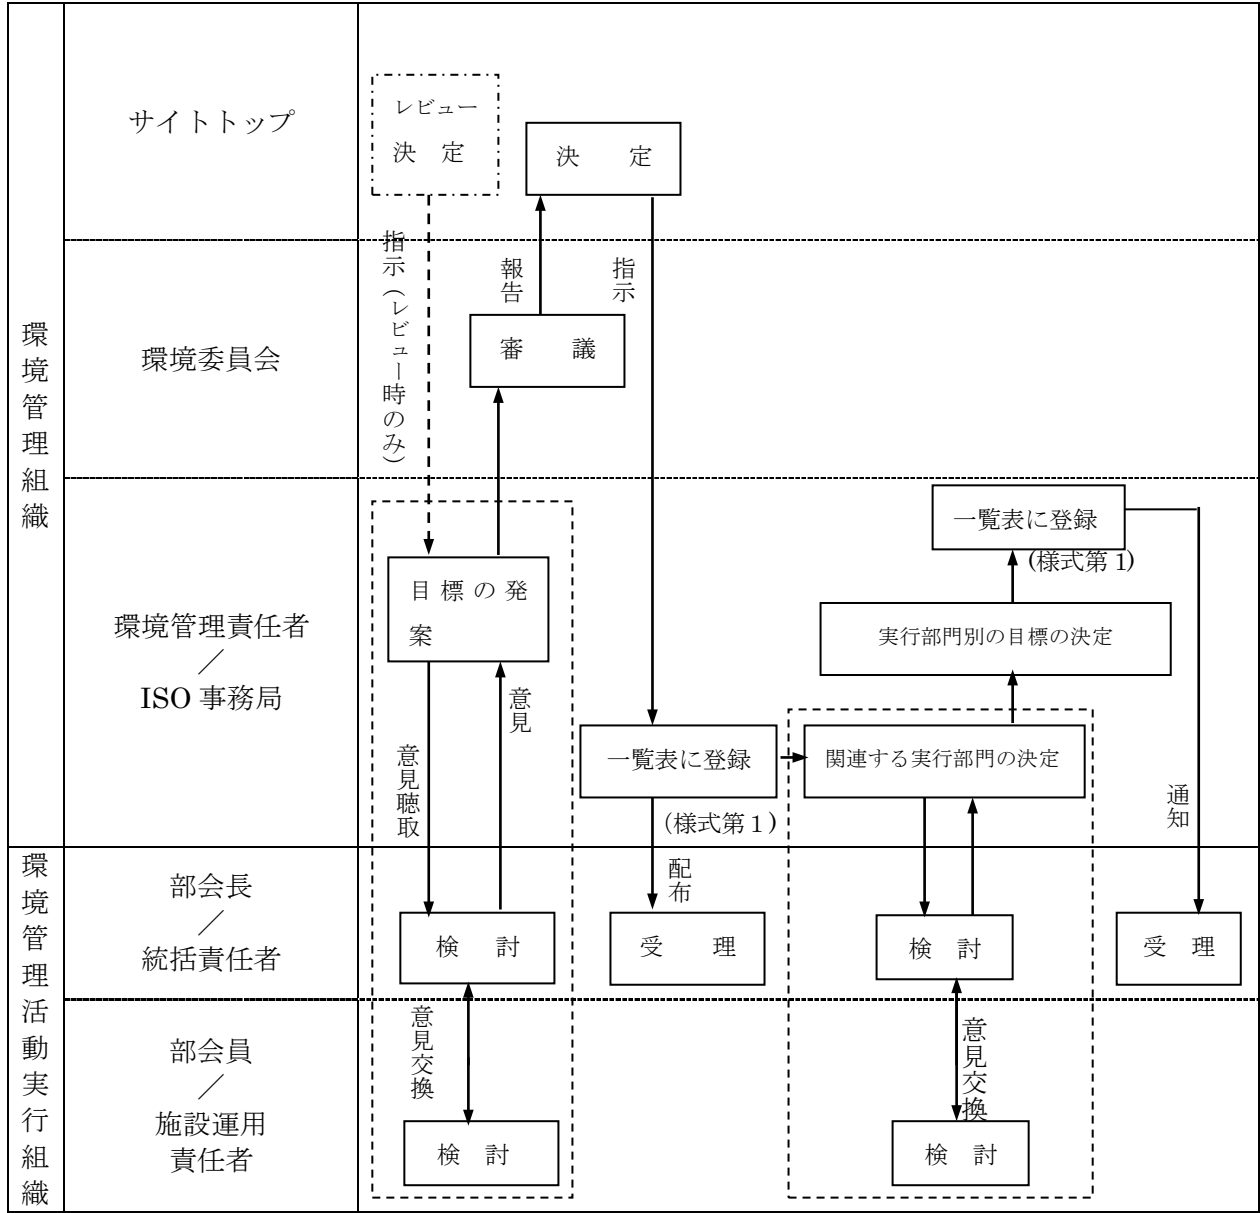 環境管理組織
サイトトップ
レビュー
決　定
決　　定
指示（レビュー時のみ）
報告
指示
環境委員会
審　　議
環境管理責任者
／
ISO 事務局
目標の発
案
意見聴取
意見
一覧表に登録
(様式第 1)
実行部門別の目標の決定
一覧表に登録
(様式第１)
関連する実行部門の決定
通知
環境管理活動実行組織
部会長
／
統括責任者
配布
検　討
受　　理
検　討
受　理
部会員
／
施設運用
責任者
意見交換
検　討
意見交換
検　討